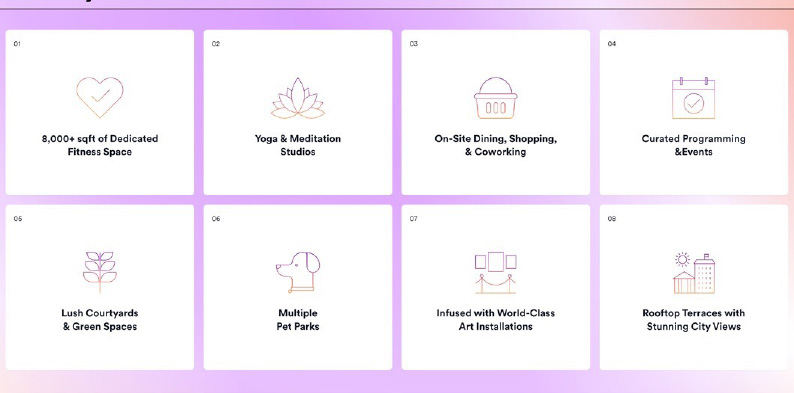 01
02
03
04
8,000+ sqft of Dedicated
Fitness Space
Yoga & Meditation
Studios
On-Site Dining, Shopping,
& Coworking
Curated Programming
&Events
05
06
07
08
Lush Courtyards
& Green Spaces
Multiple
Pet Parks
Infused with World-Class
Art Installations
Rooftop Terraces with
Stunning City Views